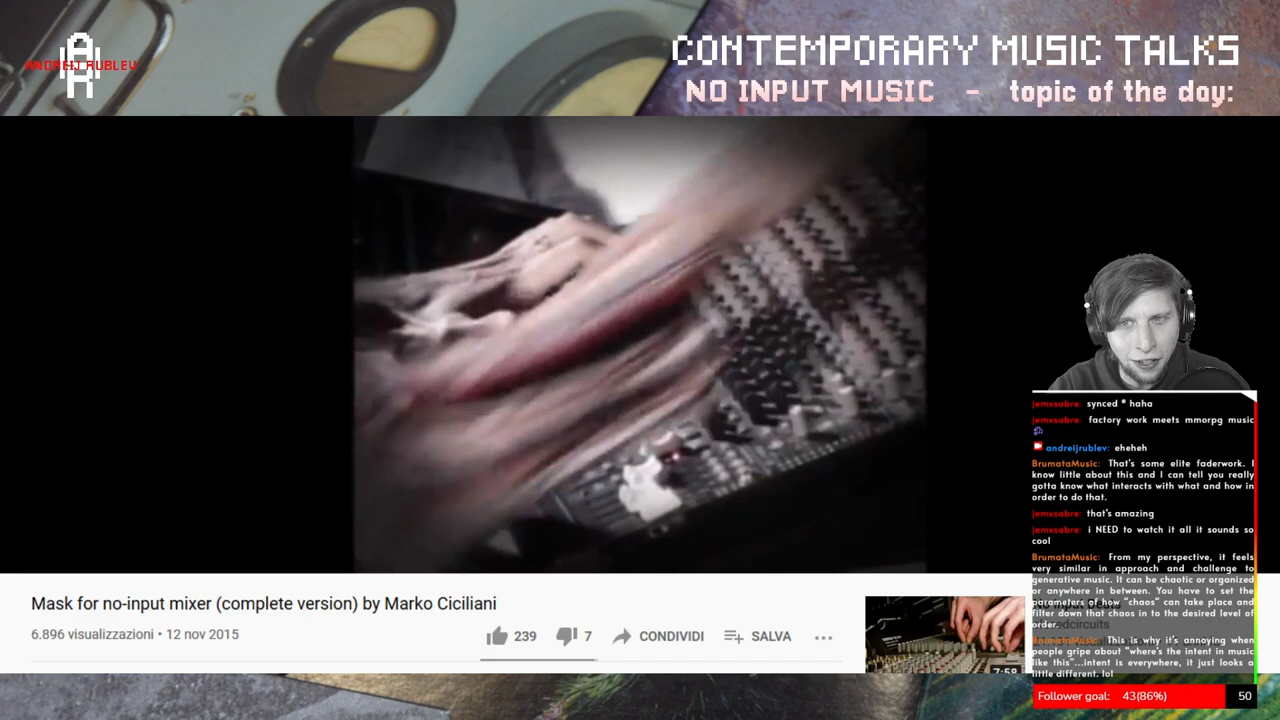 A
ANDREIJ RUBLEV
R
CONTEMPORARY MUSIC TALKS
NO INPUT MUSIC - topic of the day:
jemxsabre: synced * haha
jemxsabre: factory work meets mmorpg music
andreijrublev: eheheh
BrumataMusic: That's some elite faderwork. I
know little about this and I can tell you really
gotta know what interacts with what and how in
order to do that.
jemxsabre: that's amazing
jemxsabre: i NEED to watch it all it sounds so
cool
BrumataMusic: From my perspective, it feels
very similar in approach and challenge to
generative music. It can be chaotic or organized
or anywhere in between. You have to set the
parameters of how "chaos" can take place and
filter down that chaos in to the desired level of
order.
BrumataMusic: This is why it's annoying when
people gripe about "where's the intent in music
like this"...intent is everywhere, it just looks a
little different. lol
Follower goal: 43(86%) 50
Mask for no-input mixer (complete version) by Marko Ciciliani
6.896 visualizzazioni • 12 nov 2015
239 7 CONDIVIDI SALVA
7:58